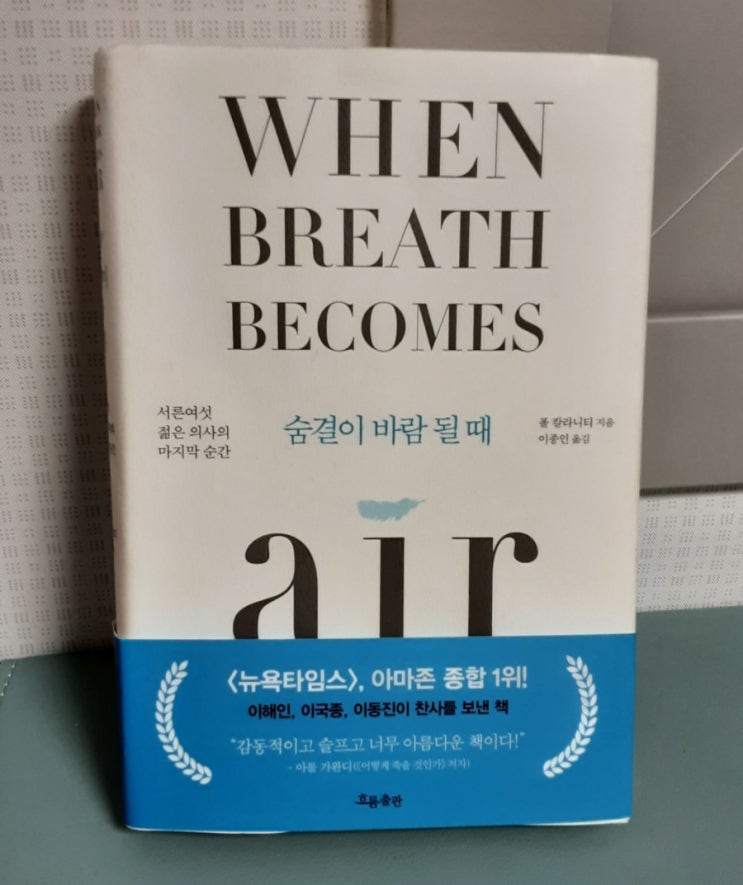 WHEN
BREATH
BECOMES
서른여섯
젊은 의사의
마지막 순간
숨결이 바람 될 때
폴 칼라니티 지음
이종인 옮김
air
〈뉴욕타임스〉, 아마존 종합 1위!
이해인, 이국종, 이동진이 찬사를 보낸 책
“감동적이고 슬프고 너무 아름다운 책이다!”
- 아툴 가완디(《어떻게 죽을 것인가》 저자)
흐름출판